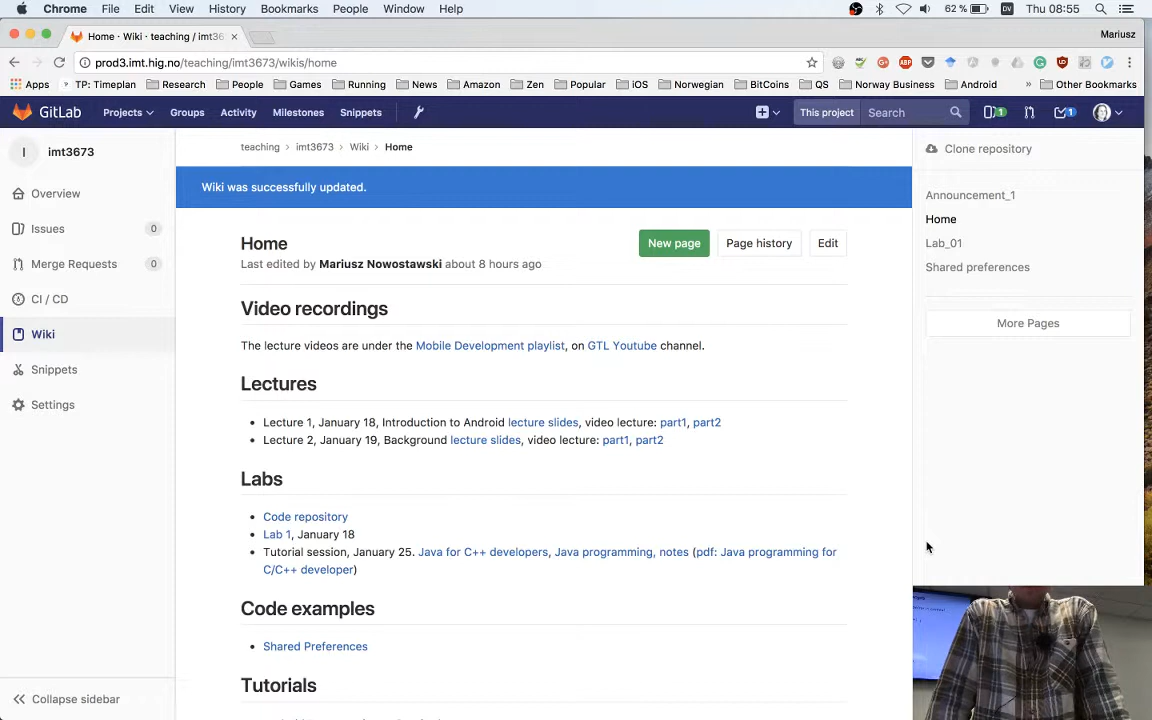 Chrome File Edit View History Bookmarks People Window Help 62 % DV Thu 08:55
Home · Wiki · teaching / imt36 Mariusz
prod3.imt.hig.no/teaching/imt3673/wikis/home
Apps TP: Timeplan Research People Games Running News Amazon Zen Popular iOS Norwegian BitCoins QS Norway Business Android » Other Bookmarks
GitLab Projects Groups Activity Milestones Snippets This project Search 1 1
I imt3673
Overview
Issues 0
Merge Requests 0
CI / CD
Wiki
Snippets
Settings
Collapse sidebar
teaching › imt3673 › Wiki › Home
Wiki was successfully updated.
Home New page Page history Edit
Last edited by Mariusz Nowostawski about 8 hours ago
Video recordings
The lecture videos are under the Mobile Development playlist, on GTL Youtube channel.
Lectures
• Lecture 1, January 18, Introduction to Android lecture slides, video lecture: part1, part2
• Lecture 2, January 19, Background lecture slides, video lecture: part1, part2
Labs
• Code repository
• Lab 1, January 18
• Tutorial session, January 25. Java for C++ developers, Java programming, notes (pdf: Java programming for
C/C++ developer)
Code examples
• Shared Preferences
Tutorials
Clone repository
Announcement_1
Home
Lab_01
Shared preferences
More Pages